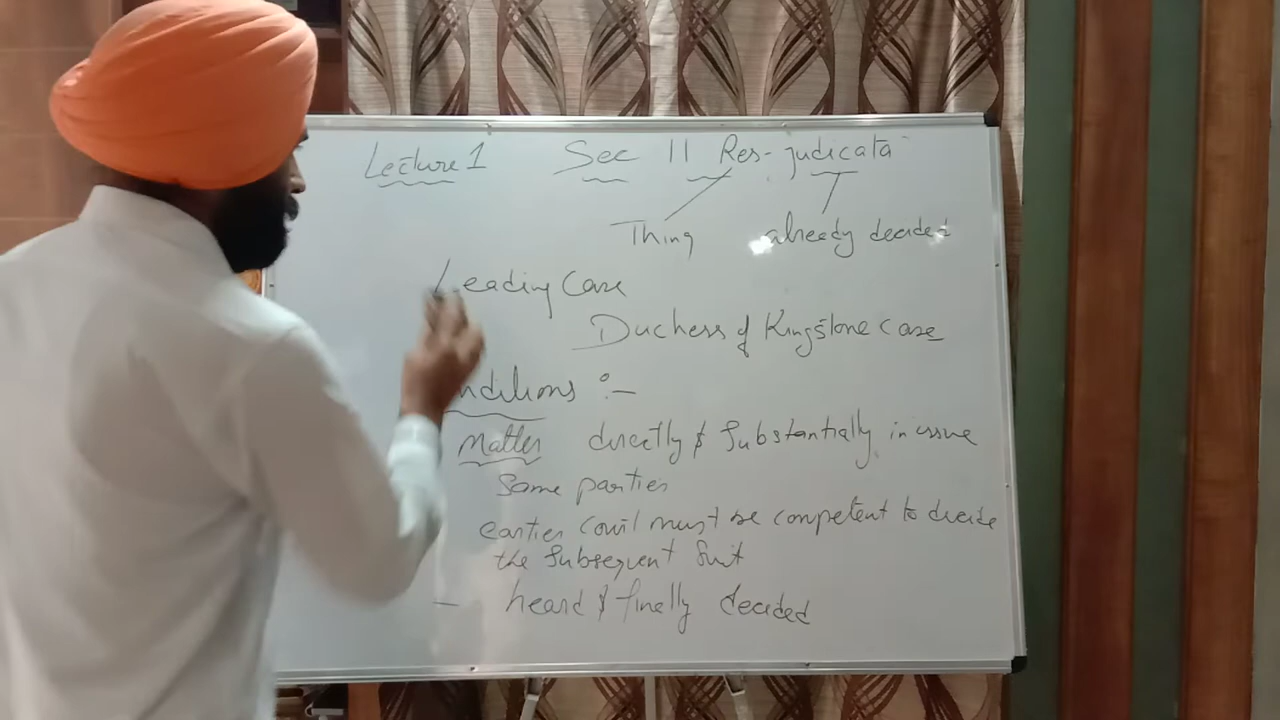 Lecture 1 Sec 11 Res-judicata
Thing already decided
Leading Case
Duchess of Kingstone case
nditions :-
Matter directly & Substantially in issue
Same parties
earlier court must be competent to decide
the Subsequent Suit
— heard & finally decided